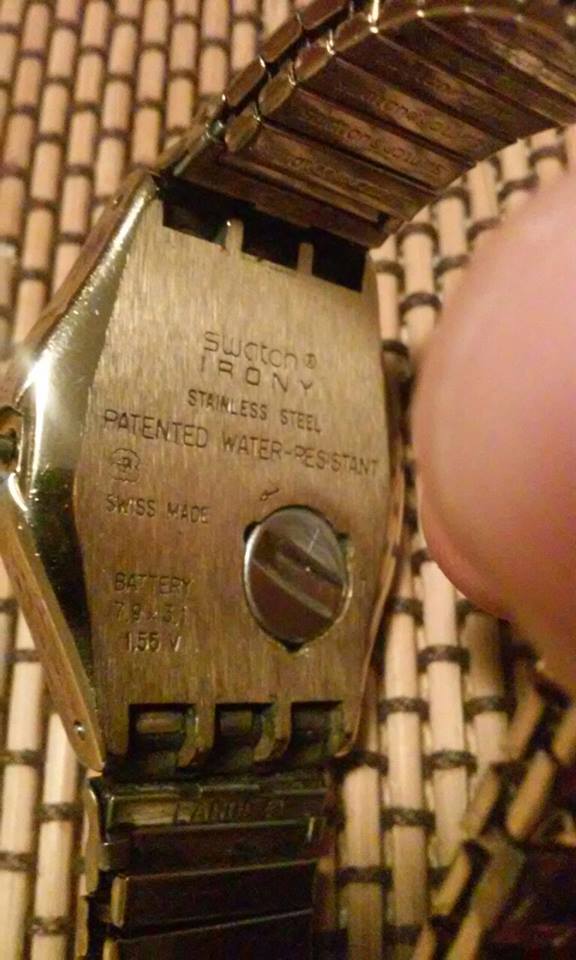 swatch®
IRONY
STAINLESS STEEL
PATENTED WATER-RESISTANT
SWISS MADE
BATTERY
7,9 × 3,1
1.55 V